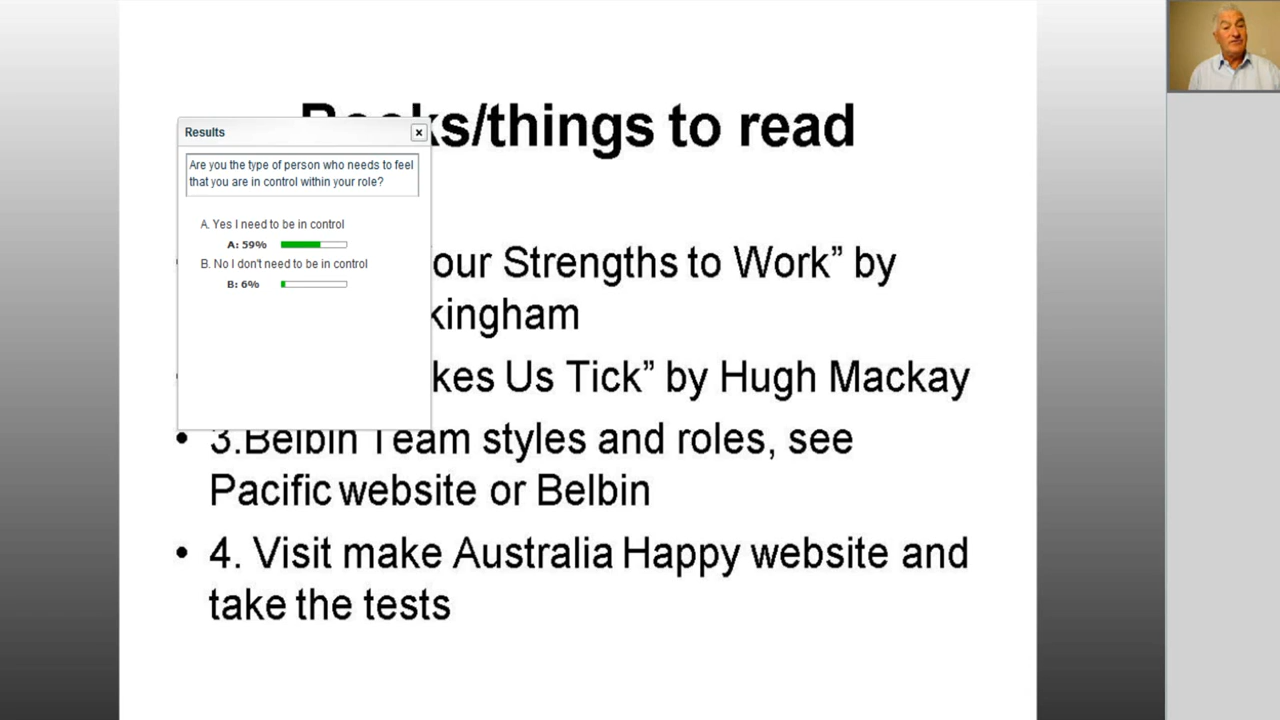 Books/things to read
Results
Are you the type of person who needs to feel
that you are in control within your role?
A. Yes I need to be in control
A: 59%
B. No I don't need to be in control
B: 6%
our Strengths to Work” by
kingham
kes Us Tick” by Hugh Mackay
• 3.Belbin Team styles and roles, see
Pacific website or Belbin
• 4. Visit make Australia Happy website and
take the tests